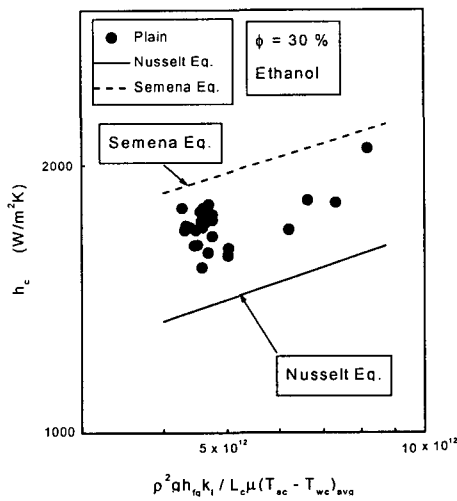 Plain
Nusselt Eq.
Semena Eq.
ϕ = 30 %
Ethanol
Semena Eq.
2000
h_c (W/m²K)
Nusselt Eq.
1000
5 x 10¹²
10 x 10¹²
ρ²gh_fg k_l / L_c μ(T_sc - T_wc)_avg